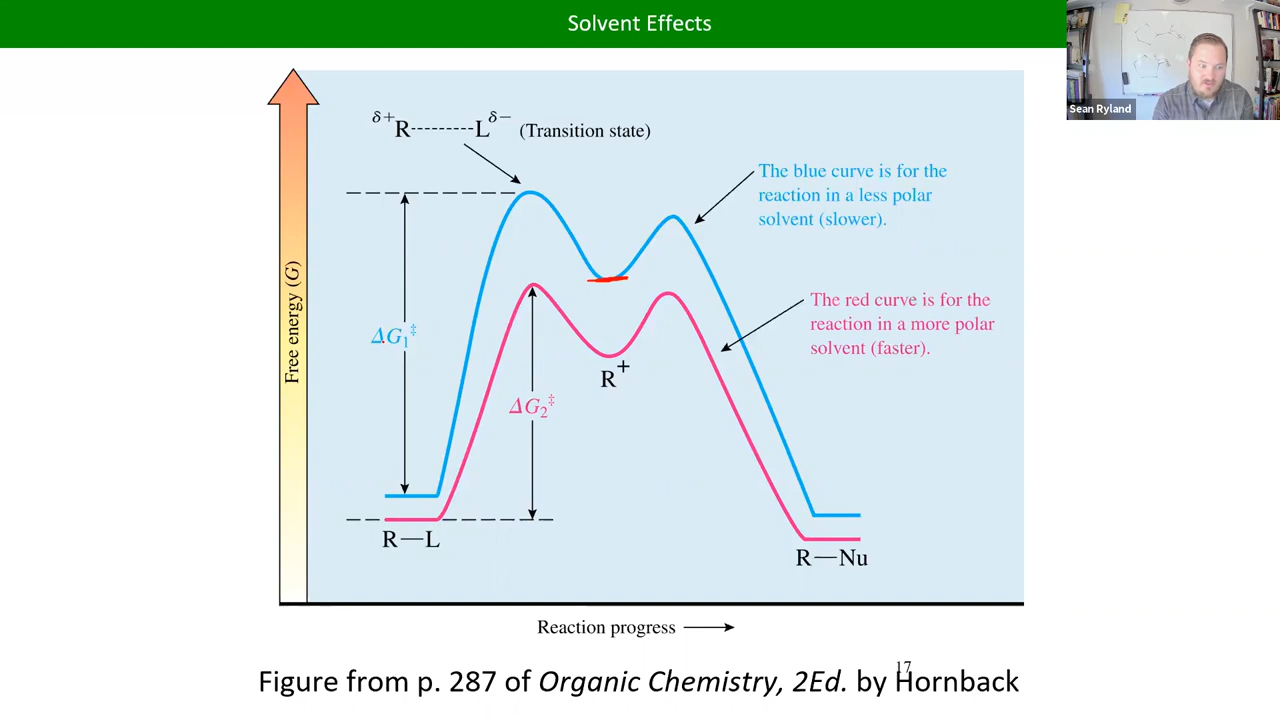 Solvent Effects
Sean Ryland
δ+R---------Lδ− (Transition state)
The blue curve is for the
reaction in a less polar
solvent (slower).
The red curve is for the
reaction in a more polar
solvent (faster).
Free energy (G)
ΔG₁‡
ΔG₂‡
R+
R—L
R—Nu
Reaction progress
17
Figure from p. 287 of Organic Chemistry, 2Ed. by Hornback